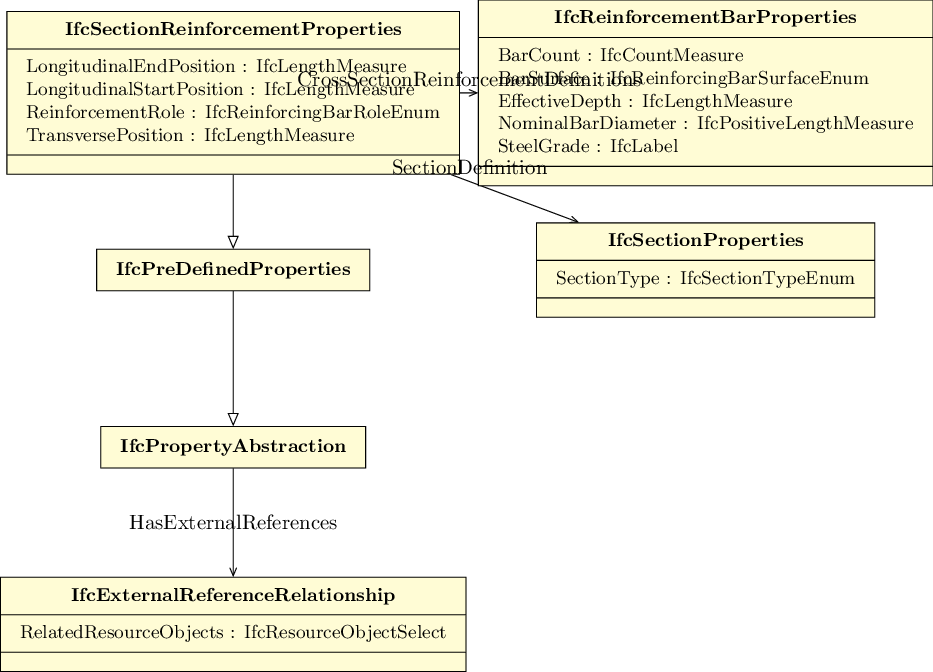 IfcSectionReinforcementProperties
LongitudinalEndPosition : IfcLengthMeasure
LongitudinalStartPosition : IfcLengthMeasure
ReinforcementRole : IfcReinforcingBarRoleEnum
TransversePosition : IfcLengthMeasure
CrossSectionReinforcementDefinitions
IfcReinforcementBarProperties
BarCount : IfcCountMeasure
BarSurface : IfcReinforcingBarSurfaceEnum
EffectiveDepth : IfcLengthMeasure
NominalBarDiameter : IfcPositiveLengthMeasure
SteelGrade : IfcLabel
SectionDefinition
IfcSectionProperties
SectionType : IfcSectionTypeEnum
IfcPreDefinedProperties
IfcPropertyAbstraction
HasExternalReferences
IfcExternalReferenceRelationship
RelatedResourceObjects : IfcResourceObjectSelect